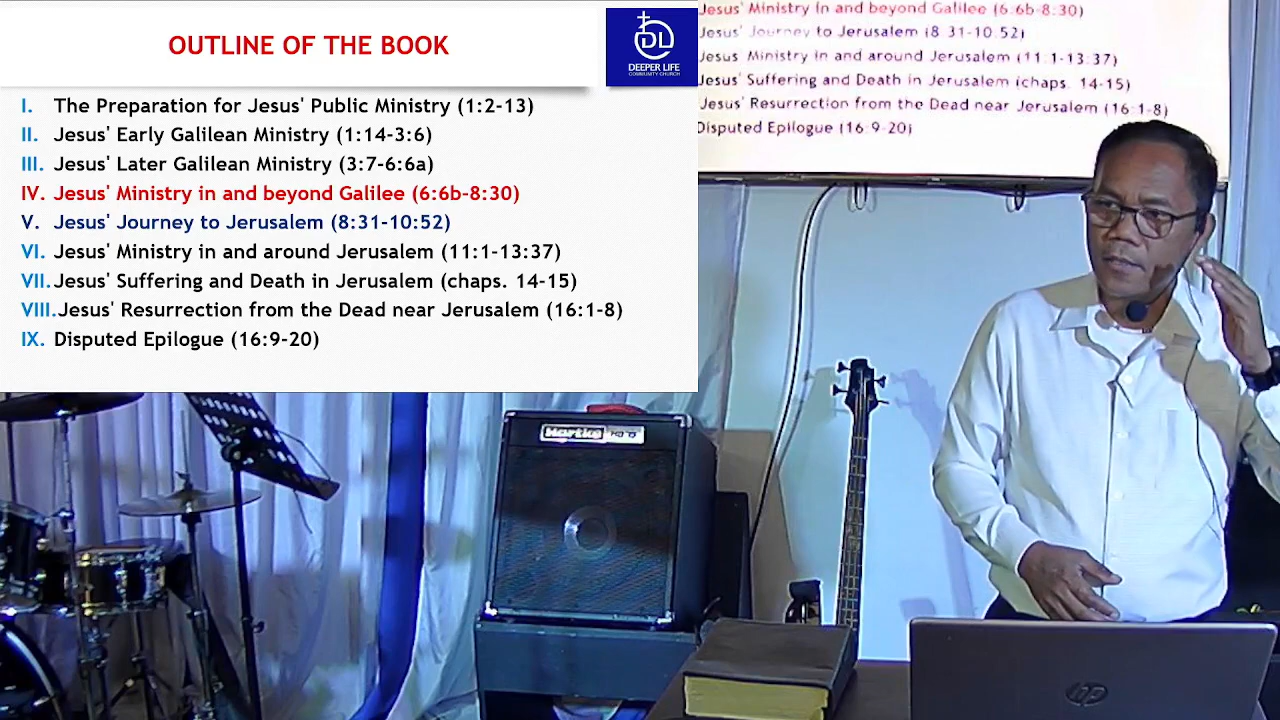 OUTLINE OF THE BOOK
DL
DEEPER LIFE
COMMUNITY CHURCH
I. The Preparation for Jesus' Public Ministry (1:2-13)
II. Jesus' Early Galilean Ministry (1:14-3:6)
III. Jesus' Later Galilean Ministry (3:7-6:6a)
IV. Jesus' Ministry in and beyond Galilee (6:6b-8:30)
V. Jesus' Journey to Jerusalem (8:31-10:52)
VI. Jesus' Ministry in and around Jerusalem (11:1-13:37)
VII. Jesus' Suffering and Death in Jerusalem (chaps. 14-15)
VIII. Jesus' Resurrection from the Dead near Jerusalem (16:1-8)
IX. Disputed Epilogue (16:9-20)
Jesus' Ministry in and beyond Galilee (6:6b-8:30)
Jesus' Journey to Jerusalem (8:31-10:52)
Jesus' Ministry in and around Jerusalem (11:1-13:37)
Jesus' Suffering and Death in Jerusalem (chaps. 14-15)
Jesus' Resurrection from the Dead near Jerusalem (16:1-8)
Disputed Epilogue (16:9-20)
Hartke
hp